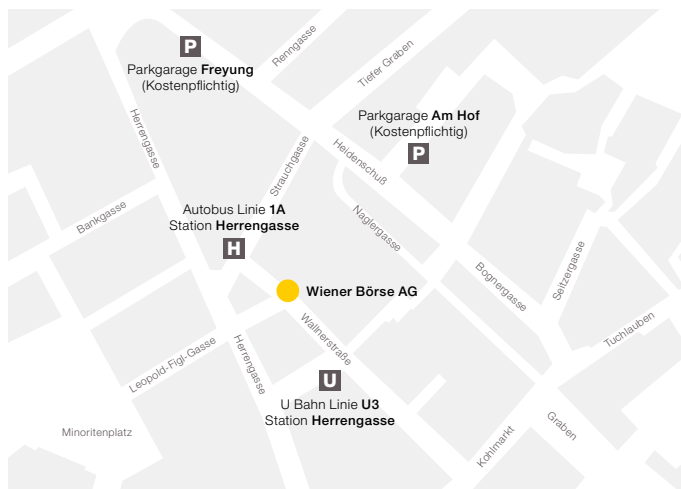 P
Parkgarage Freyung
(Kostenpflichtig)
Renngasse
Tiefer Graben
Parkgarage Am Hof
(Kostenpflichtig)
P
Herrengasse
Strauchgasse
Heidenschuß
Bankgasse
Autobus Linie 1A
Station Herrengasse
H
Naglergasse
Bognergasse
Seitzergasse
Wiener Börse AG
Wallnerstraße
Tuchlauben
Leopold-Figl-Gasse
Herrengasse
U
U Bahn Linie U3
Station Herrengasse
Minoritenplatz
Kohlmarkt
Graben